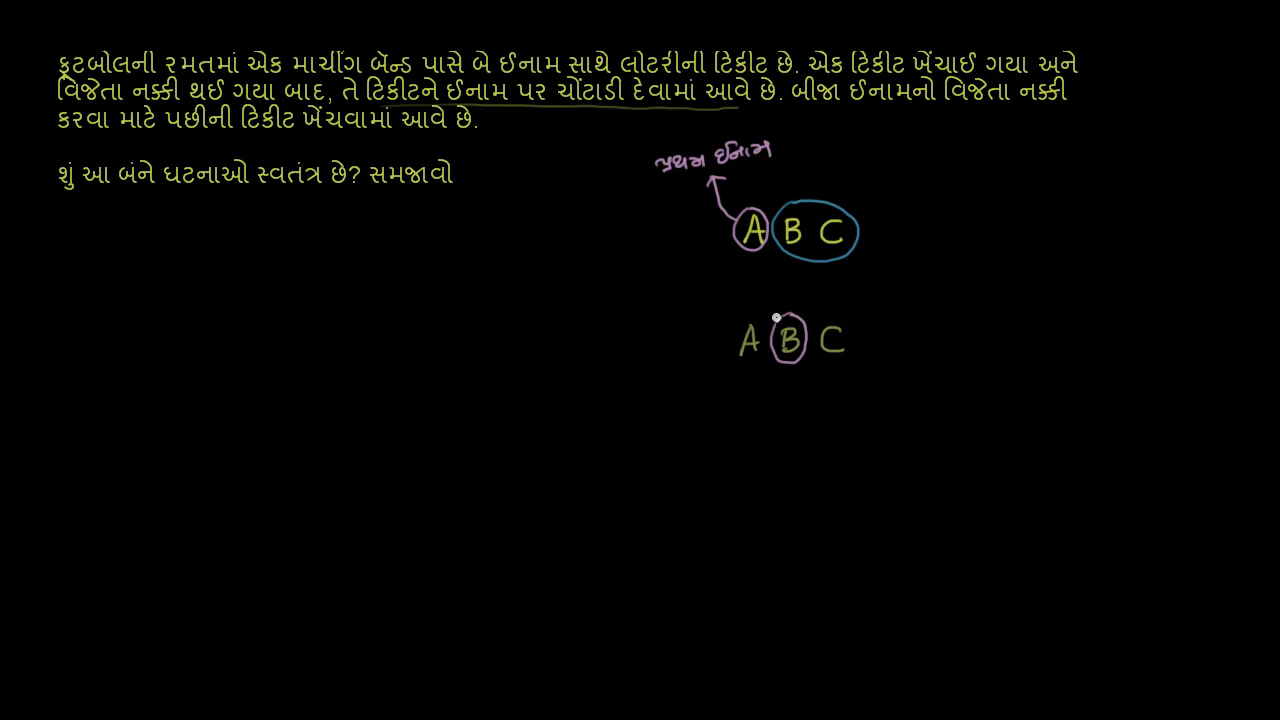 ફૂટબોલની રમતમાં એક માર્ચીંગ બૅન્ડ પાસે બે ઈનામ સાથે લોટરીની ટિકીટ છે. એક ટિકીટ ખેંચાઈ ગયા અને
વિજેતા નક્કી થઈ ગયા બાદ, તે ટિકીટને ઈનામ પર ચોંટાડી દેવામાં આવે છે. બીજા ઈનામનો વિજેતા નક્કી
કરવા માટે પછીની ટિકીટ ખેંચવામાં આવે છે.
શું આ બંને ઘટનાઓ સ્વતંત્ર છે? સમજાવો
પ્રથમ ઈનામ
A B C
A B C